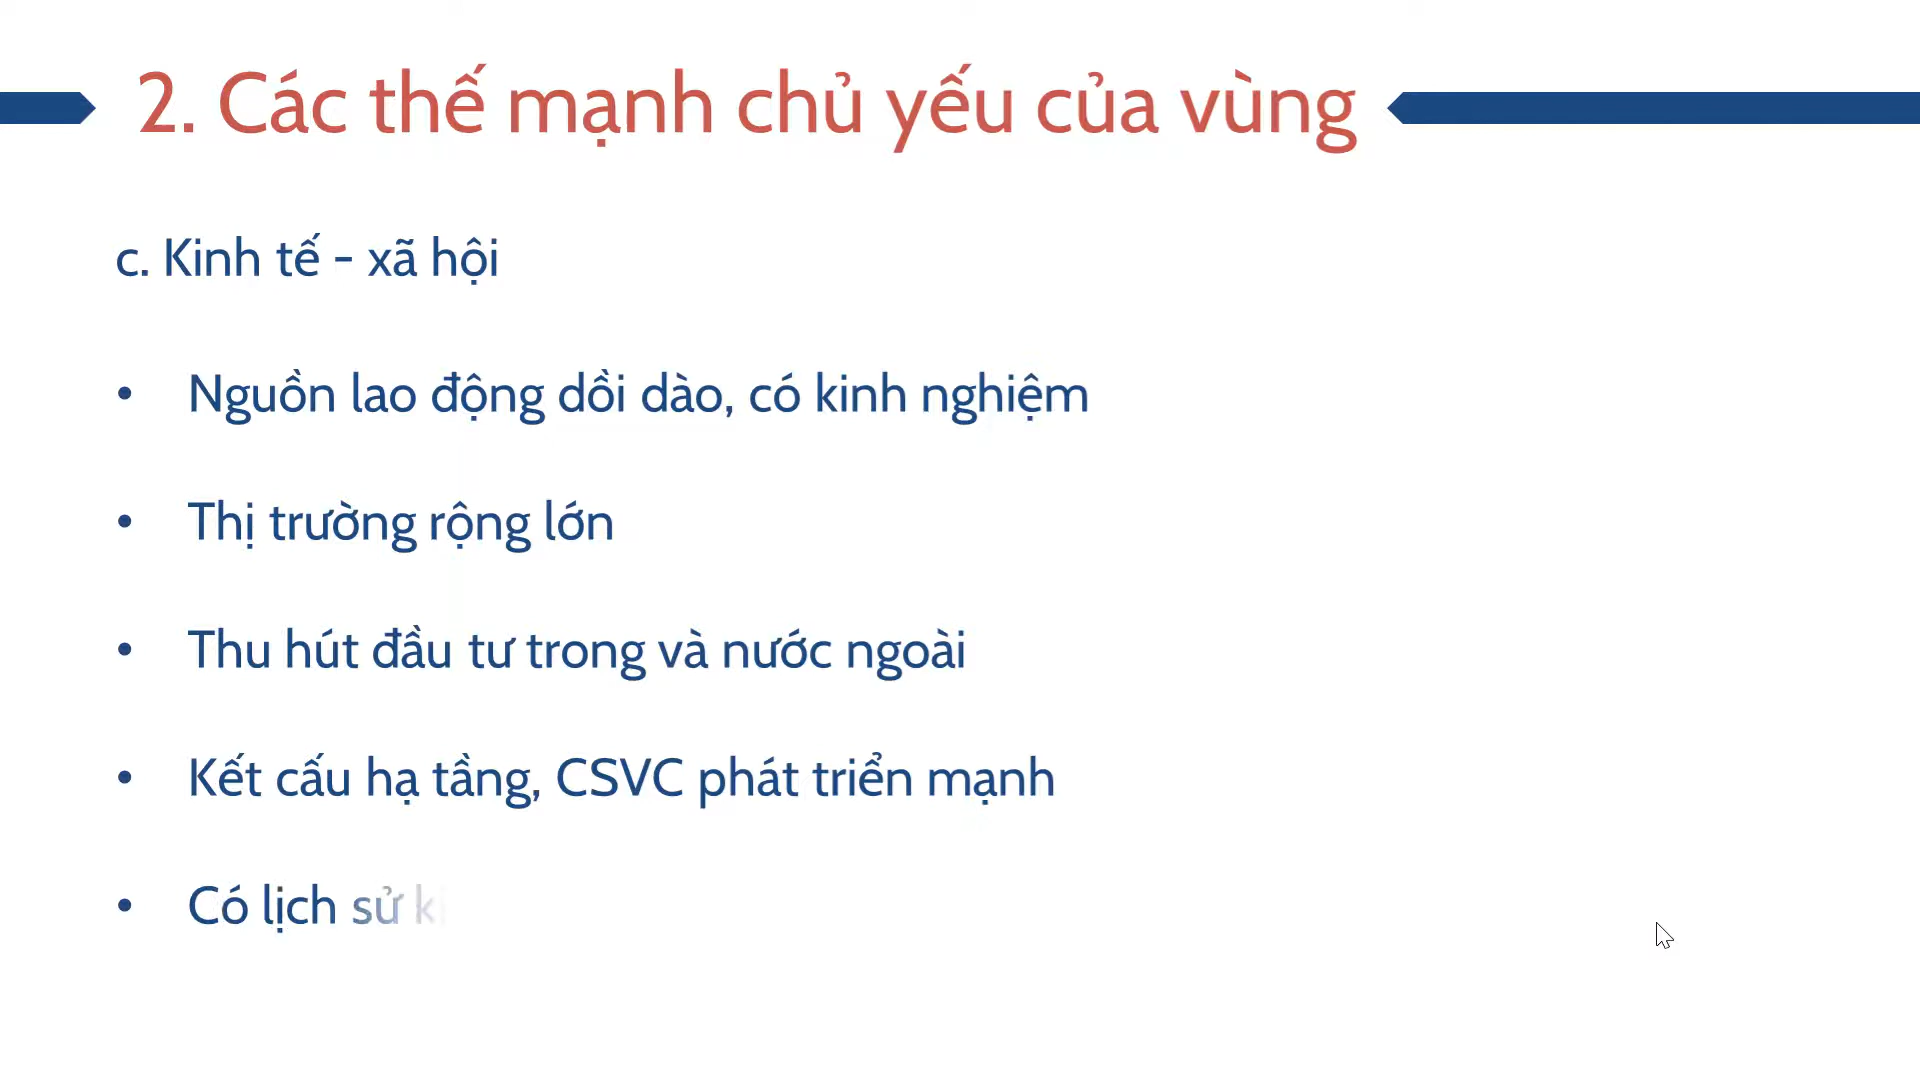 2. Các thế mạnh chủ yếu của vùng
c. Kinh tế - xã hội
• Nguồn lao động dồi dào, có kinh nghiệm
• Thị trường rộng lớn
• Thu hút đầu tư trong và nước ngoài
• Kết cấu hạ tầng, CSVC phát triển mạnh
• Có lịch sử